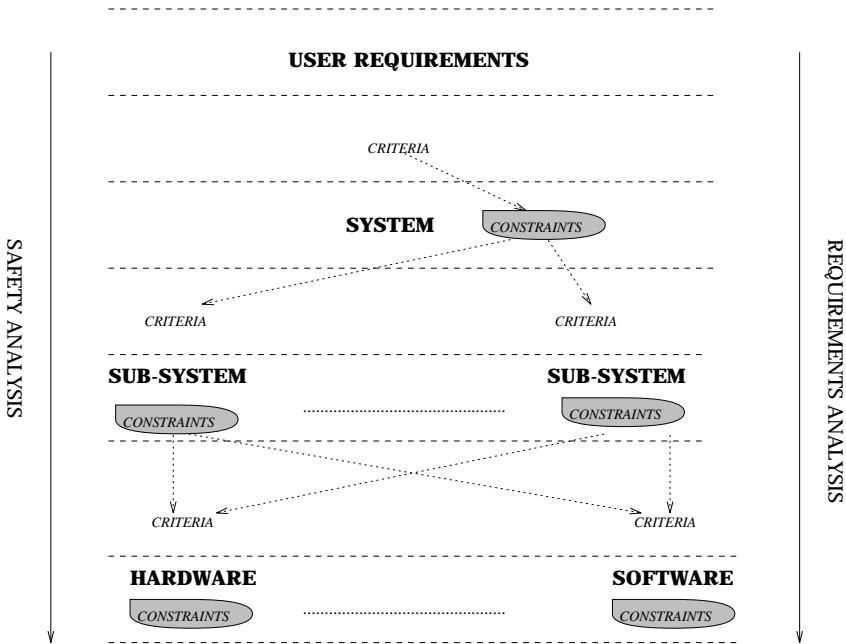 USER REQUIREMENTS
CRITERIA
SYSTEM
CONSTRAINTS
SAFETY ANALYSIS
REQUIREMENTS ANALYSIS
CRITERIA
CRITERIA
SUB-SYSTEM
SUB-SYSTEM
CONSTRAINTS
CONSTRAINTS
CRITERIA
CRITERIA
HARDWARE
SOFTWARE
CONSTRAINTS
CONSTRAINTS